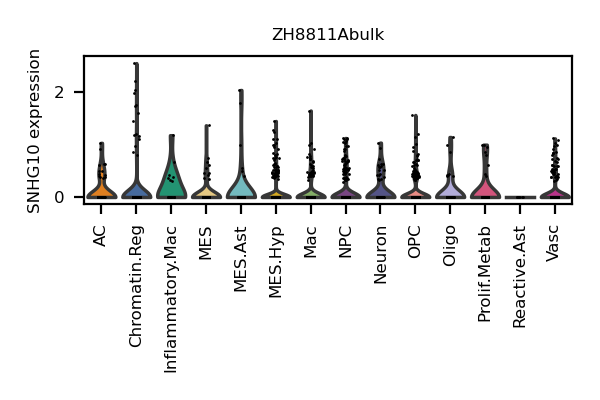 ZH8811Abulk
SNHG10 expression
2
0
AC
Chromatin.Reg
Inflammatory.Mac
MES
MES.Ast
MES.Hyp
Mac
NPC
Neuron
OPC
Oligo
Prolif.Metab
Reactive.Ast
Vasc